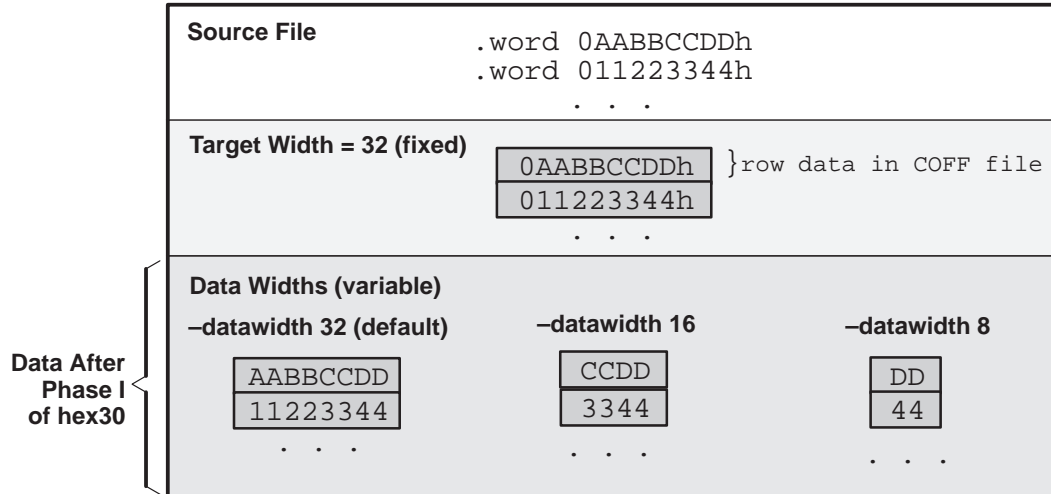 Source File
.word 0AABBCCDDh
.word 011223344h
. . .
Target Width = 32 (fixed)
0AABBCCDDh
}row data in COFF file
011223344h
. . .
Data Widths (variable)
–datawidth 32 (default)
–datawidth 16
–datawidth 8
Data After
Phase I
of hex30
AABBCCDD
11223344
. . .
CCDD
3344
. . .
DD
44
. . .